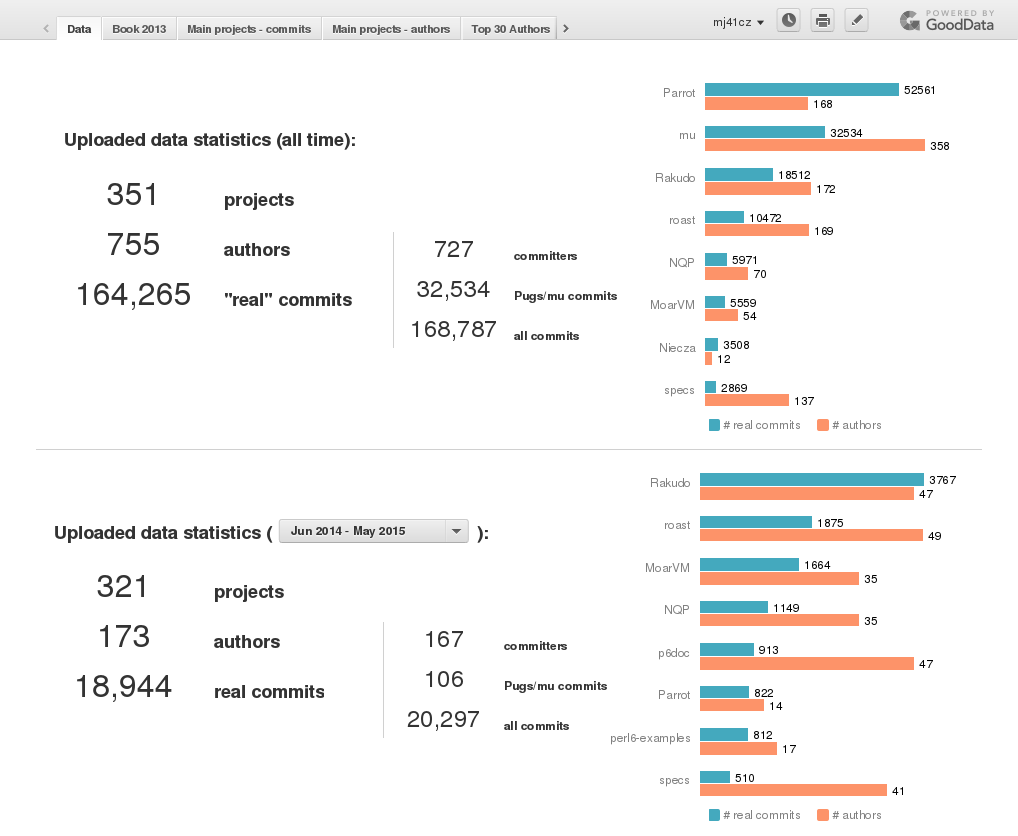 Data Book 2013 Main projects - commits Main projects - authors Top 30 Authors mj41cz POWERED BY GoodData
Uploaded data statistics (all time):
351 projects
755 authors
164,265 "real" commits
727 committers
32,534 Pugs/mu commits
168,787 all commits
Parrot 52561
168
mu 32534
358
Rakudo 18512
172
roast 10472
169
NQP 5971
70
MoarVM 5559
54
Niecza 3508
12
specs 2869
137
# real commits # authors
Uploaded data statistics ( Jun 2014 - May 2015 ):
321 projects
173 authors
18,944 real commits
167 committers
106 Pugs/mu commits
20,297 all commits
Rakudo 3767
47
roast 1875
49
MoarVM 1664
35
NQP 1149
35
p6doc 913
47
Parrot 822
14
perl6-examples 812
17
specs 510
41
# real commits # authors